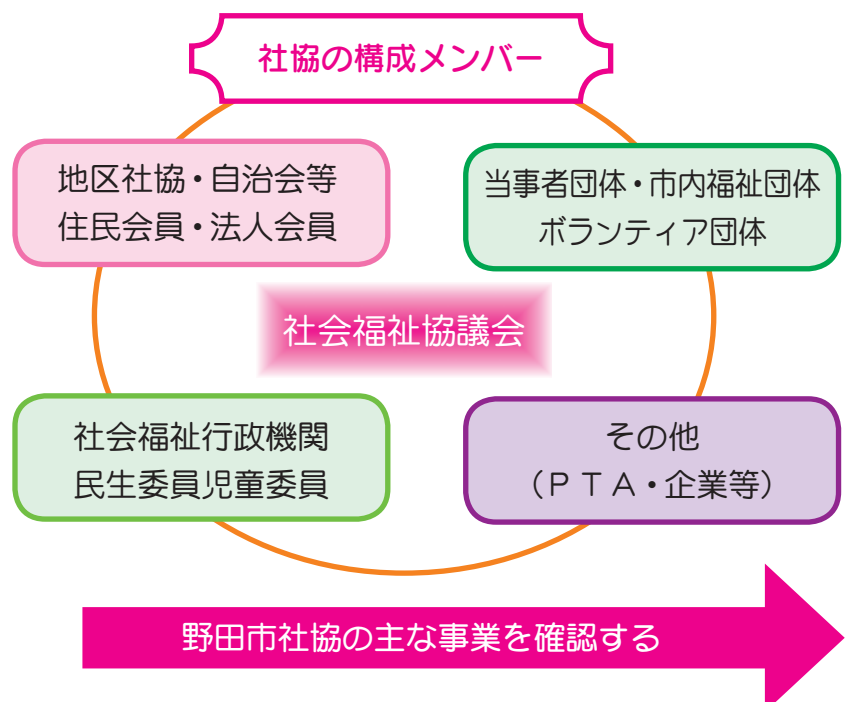 社協の構成メンバー
地区社協・自治会等
住民会員・法人会員
当事者団体・市内福祉団体
ボランティア団体
社会福祉協議会
社会福祉行政機関
民生委員児童委員
その他
（ＰＴＡ・企業等）
野田市社協の主な事業を確認する